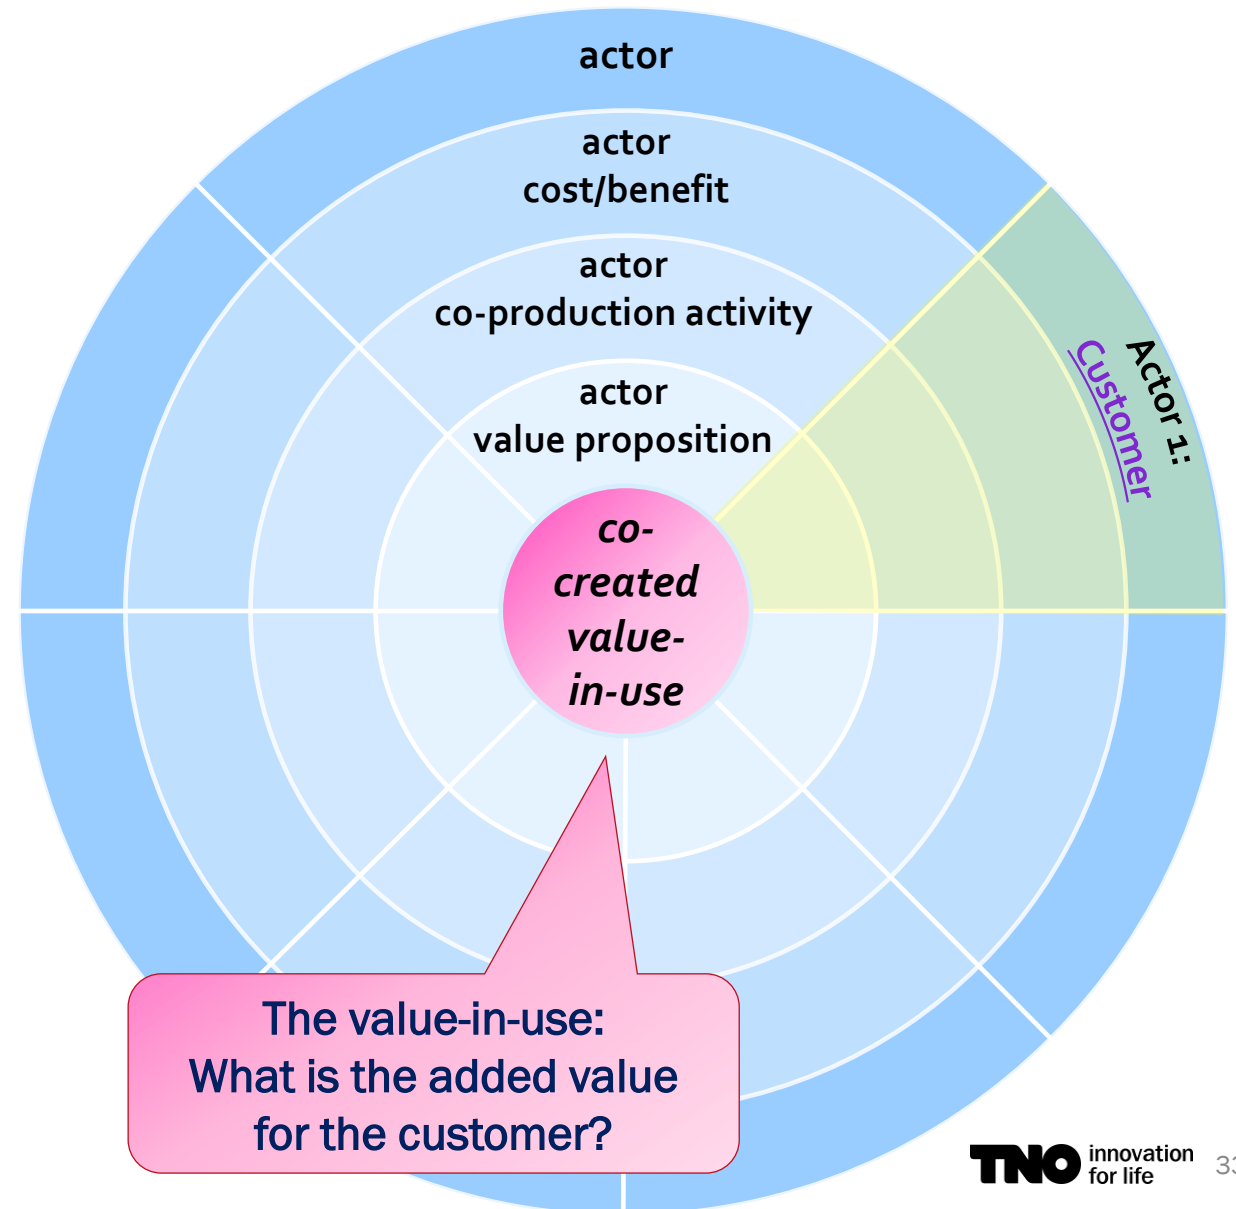 actor
actor
cost/benefit
actor
co-production activity
actor
value proposition
Actor 1:
Customer
co-
created
value-
in-use
The value-in-use:
What is the added value
for the customer?
TNO innovation
for life